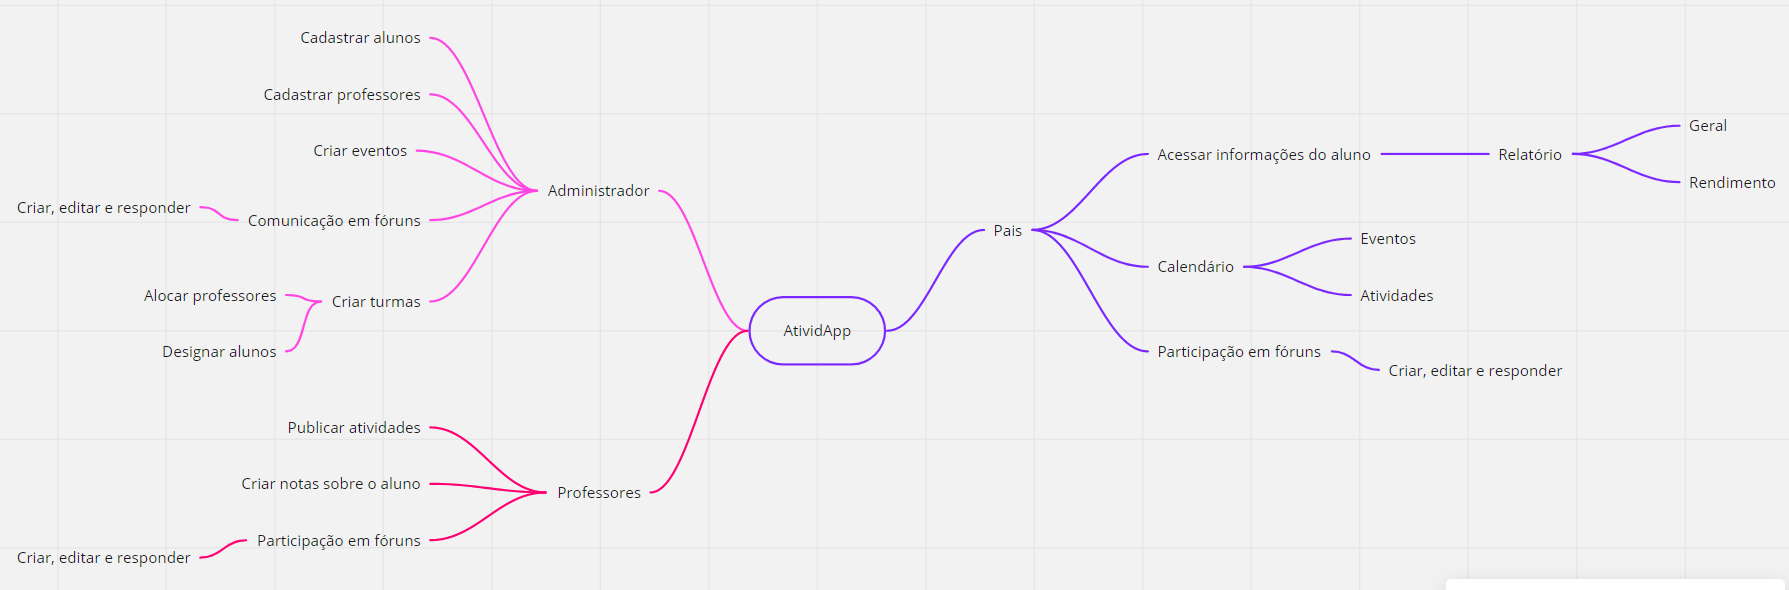 Cadastrar alunos
Cadastrar professores
Criar eventos
Administrador
Criar, editar e responder
Comunicação em fóruns
Alocar professores
Criar turmas
Designar alunos
AtividApp
Publicar atividades
Criar notas sobre o aluno
Professores
Participação em fóruns
Criar, editar e responder
Pais
Acessar informações do aluno
Relatório
Geral
Rendimento
Calendário
Eventos
Atividades
Participação em fóruns
Criar, editar e responder